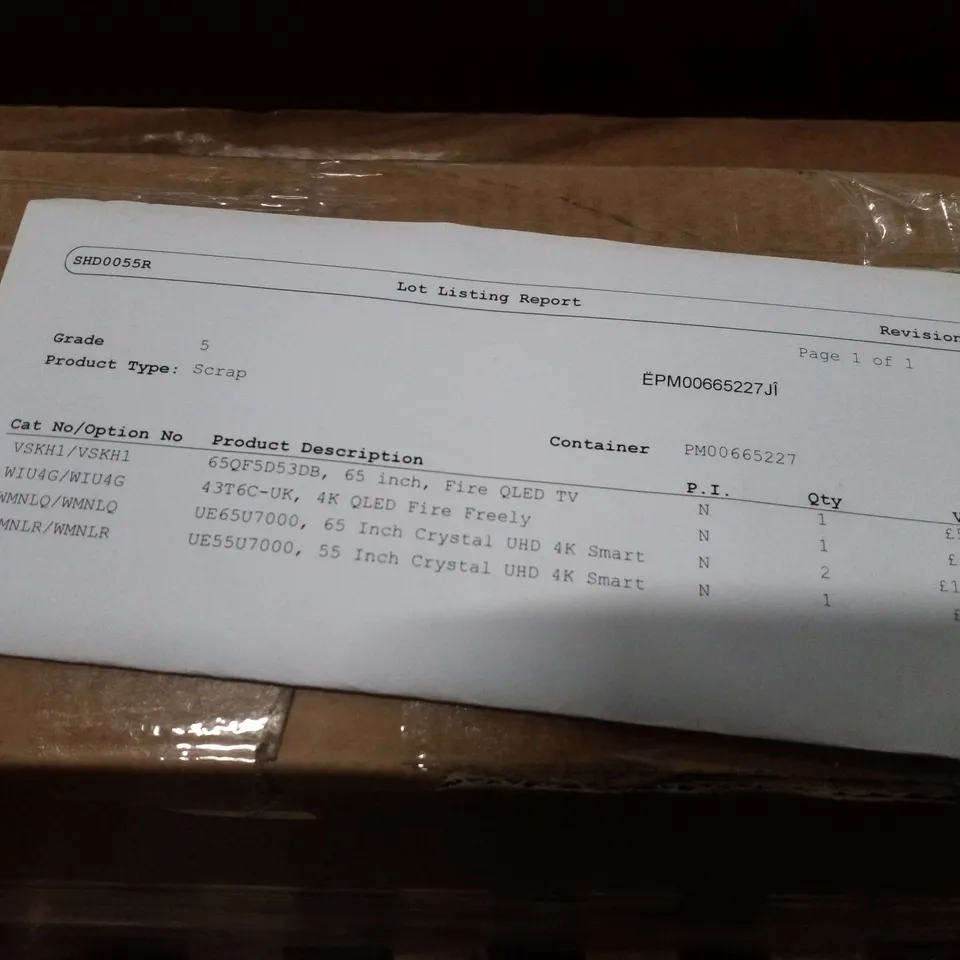 SHD0055R
Lot Listing Report
Revision
Page 1 of 1
Grade 5
Product Type: Scrap
ËPM00665227JÎ
Container PM00665227
Cat No/Option No Product Description P.I. Qty
VSKH1/VSKH1 65QF5D53DB, 65 inch, Fire QLED TV N 1
WIU4G/WIU4G 43T6C-UK, 4K QLED Fire Freely N 1
WMNLQ/WMNLQ UE65U7000, 65 Inch Crystal UHD 4K Smart N 2
MNLR/WMNLR UE55U7000, 55 Inch Crystal UHD 4K Smart N 1